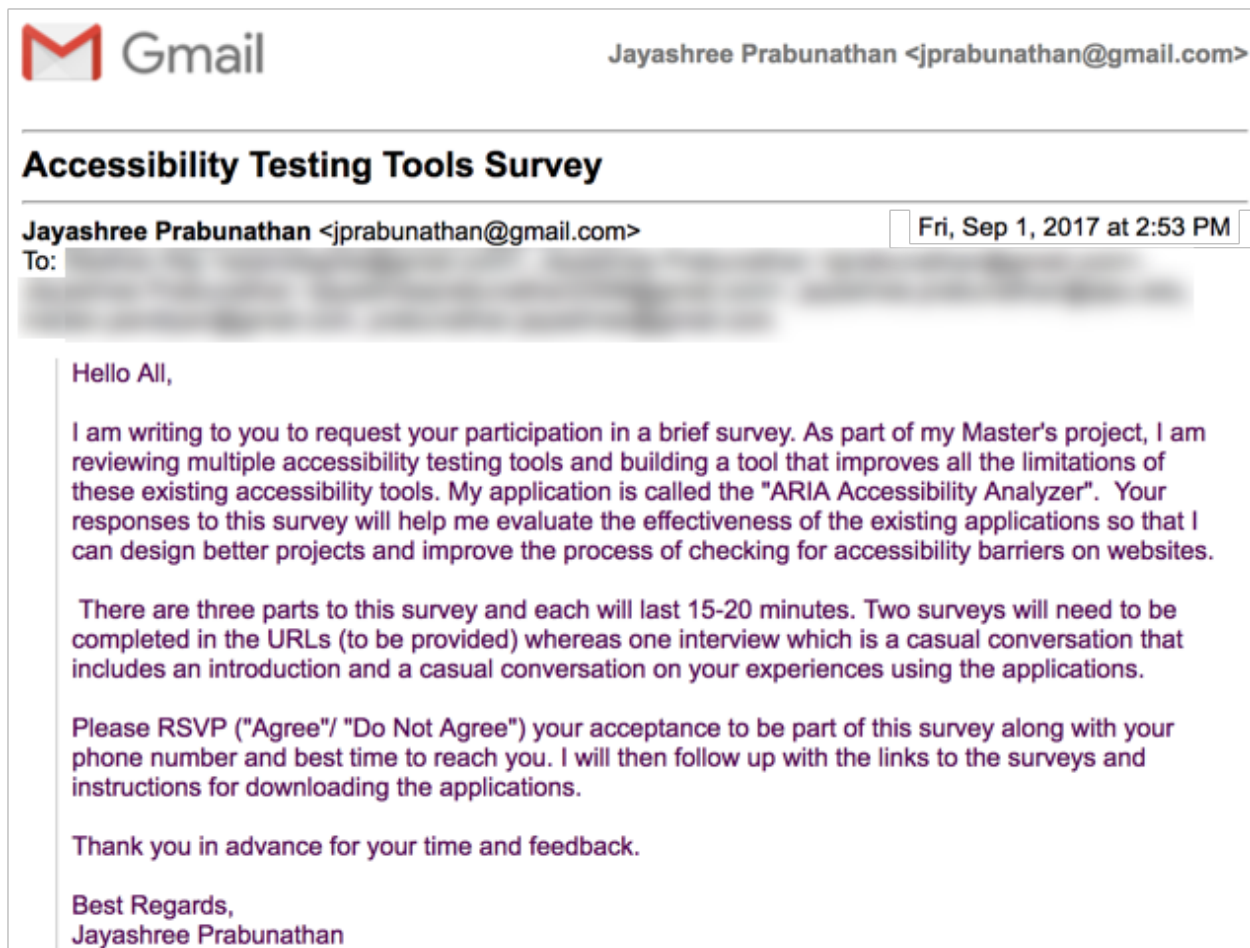 Gmail
Jayashree Prabunathan <jprabunathan@gmail.com>
Accessibility Testing Tools Survey
Jayashree Prabunathan <jprabunathan@gmail.com>
Fri, Sep 1, 2017 at 2:53 PM
To:
Hello All,
I am writing to you to request your participation in a brief survey. As part of my Master's project, I am
reviewing multiple accessibility testing tools and building a tool that improves all the limitations of
these existing accessibility tools. My application is called the "ARIA Accessibility Analyzer".  Your
responses to this survey will help me evaluate the effectiveness of the existing applications so that I
can design better projects and improve the process of checking for accessibility barriers on websites.
There are three parts to this survey and each will last 15-20 minutes. Two surveys will need to be
completed in the URLs (to be provided) whereas one interview which is a casual conversation that
includes an introduction and a casual conversation on your experiences using the applications.
Please RSVP ("Agree"/ "Do Not Agree") your acceptance to be part of this survey along with your
phone number and best time to reach you. I will then follow up with the links to the surveys and
instructions for downloading the applications.
Thank you in advance for your time and feedback.
Best Regards,
Jayashree Prabunathan